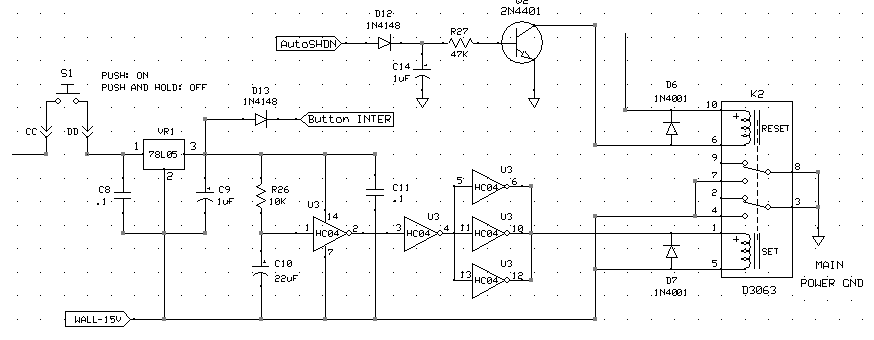 Q2
D12
2N4401
1N4148
R27
AutoSHDN
47K
C14
1uF
S1
PUSH: ON
PUSH AND HOLD: OFF
D6
D13
K2
1N4148
1N4001
10
+
Button INTER
CC
DD
VR1
RESET
1
78L05
3
6
2
9
8
U3
5
HC04
6
7
C8
.1
C9
1uF
R26
10K
C11
.1
2
3
U3
14
U3
U3
4
1
HC04
2
3
HC04
4
11
HC04
10
1
+
7
SET
C10
22uF
U3
5
MAIN
13
HC04
12
D7
POWER GND
1N4001
D3063
WALL-15V